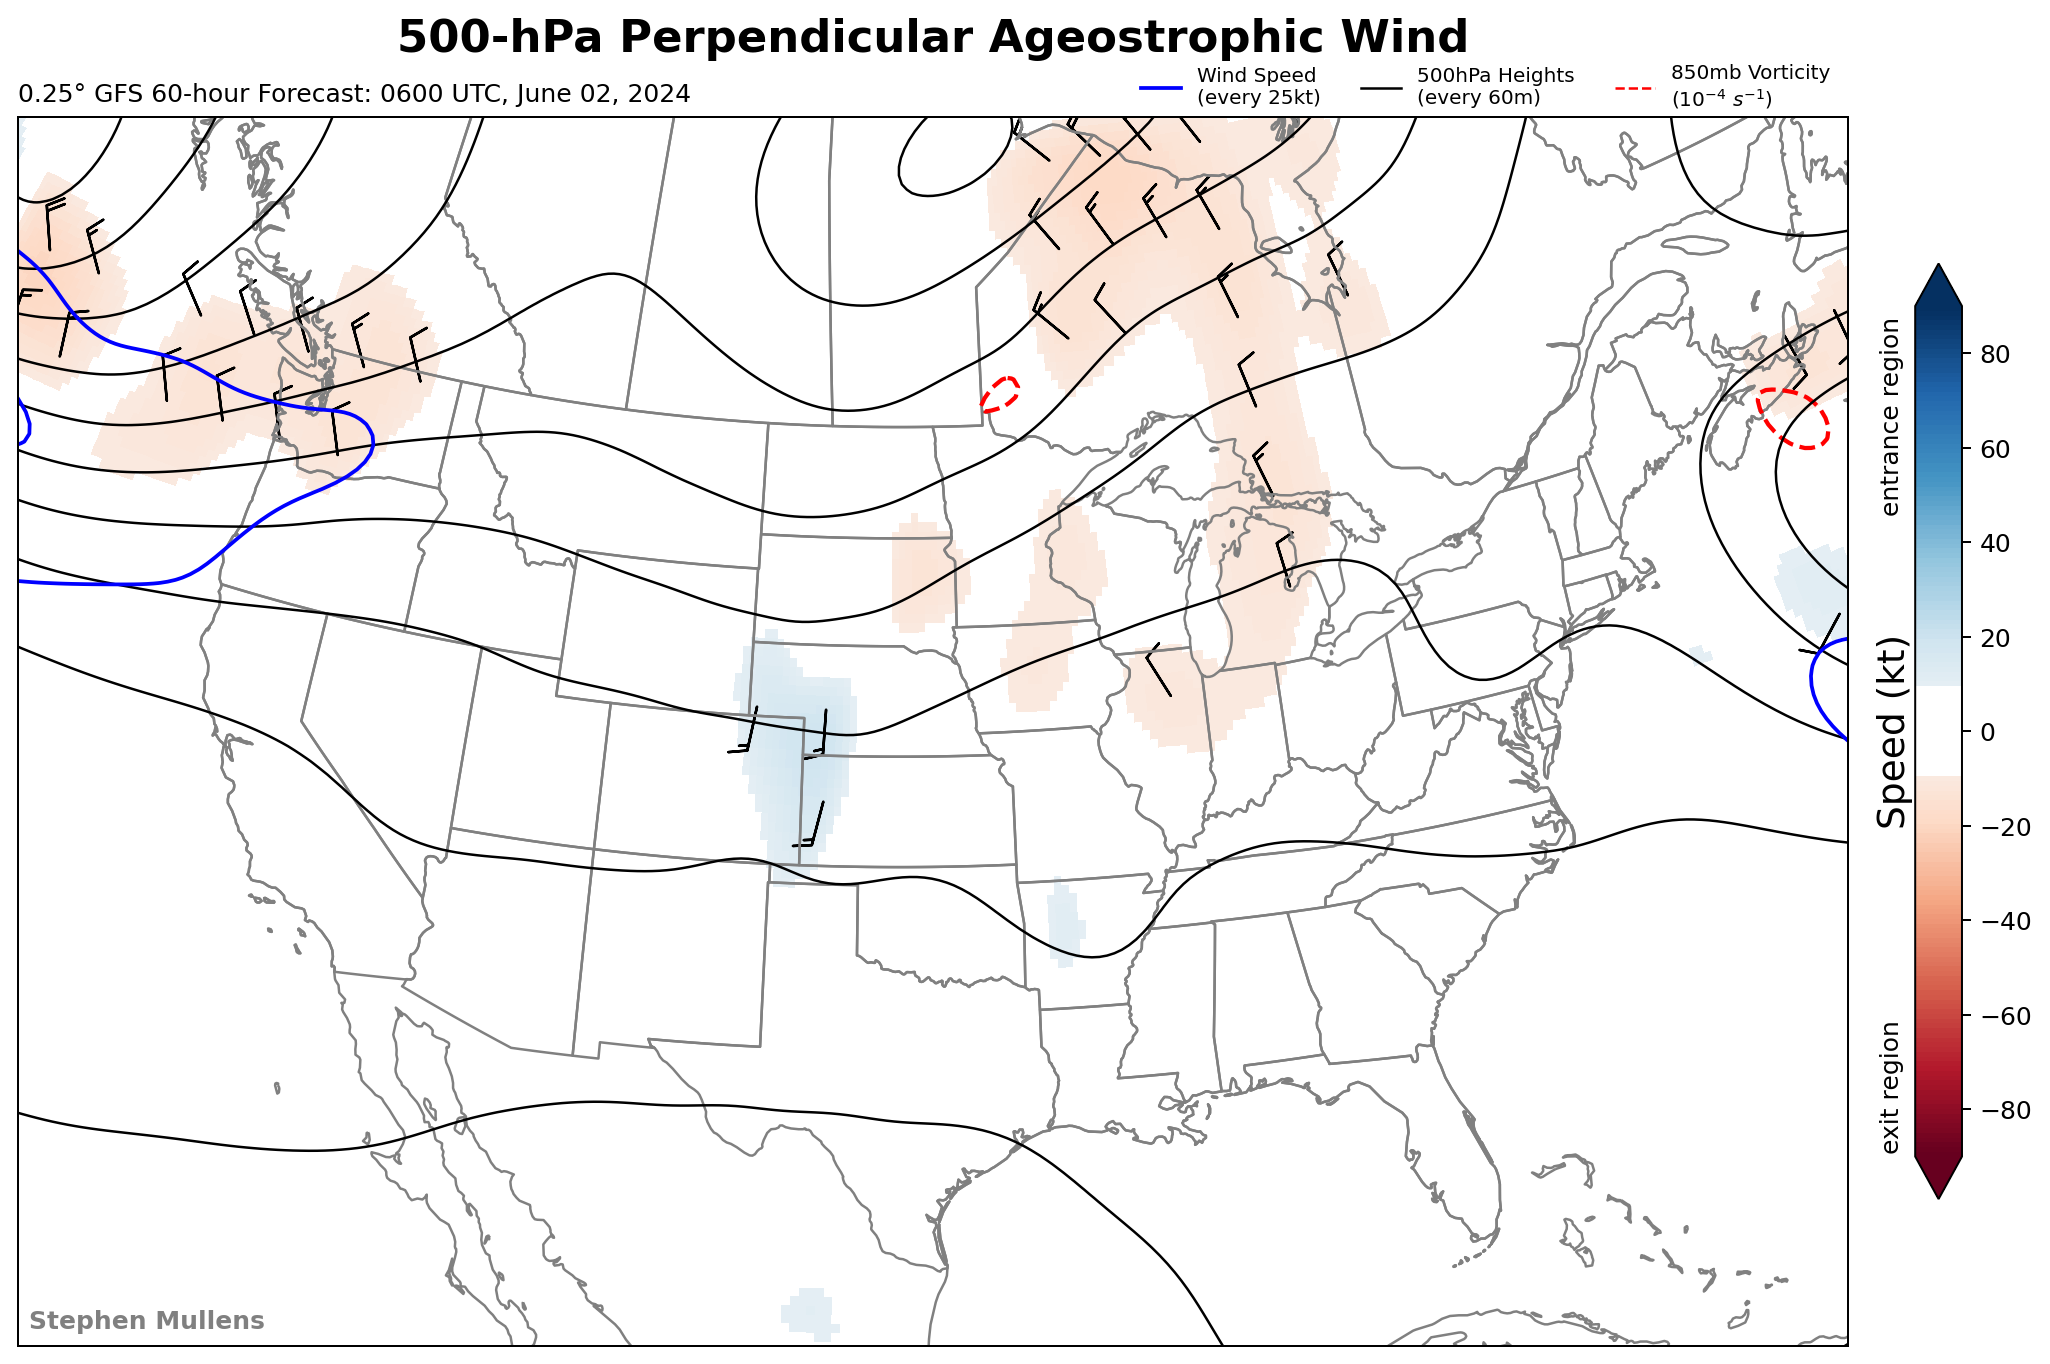 500-hPa Perpendicular Ageostrophic Wind
0.25° GFS 60-hour Forecast: 0600 UTC, June 02, 2024
Wind Speed
(every 25kt)
500hPa Heights
(every 60m)
850mb Vorticity
(10⁻⁴ s⁻¹)
entrance region
Speed (kt)
exit region
80
60
40
20
0
−20
−40
−60
−80
Stephen Mullens